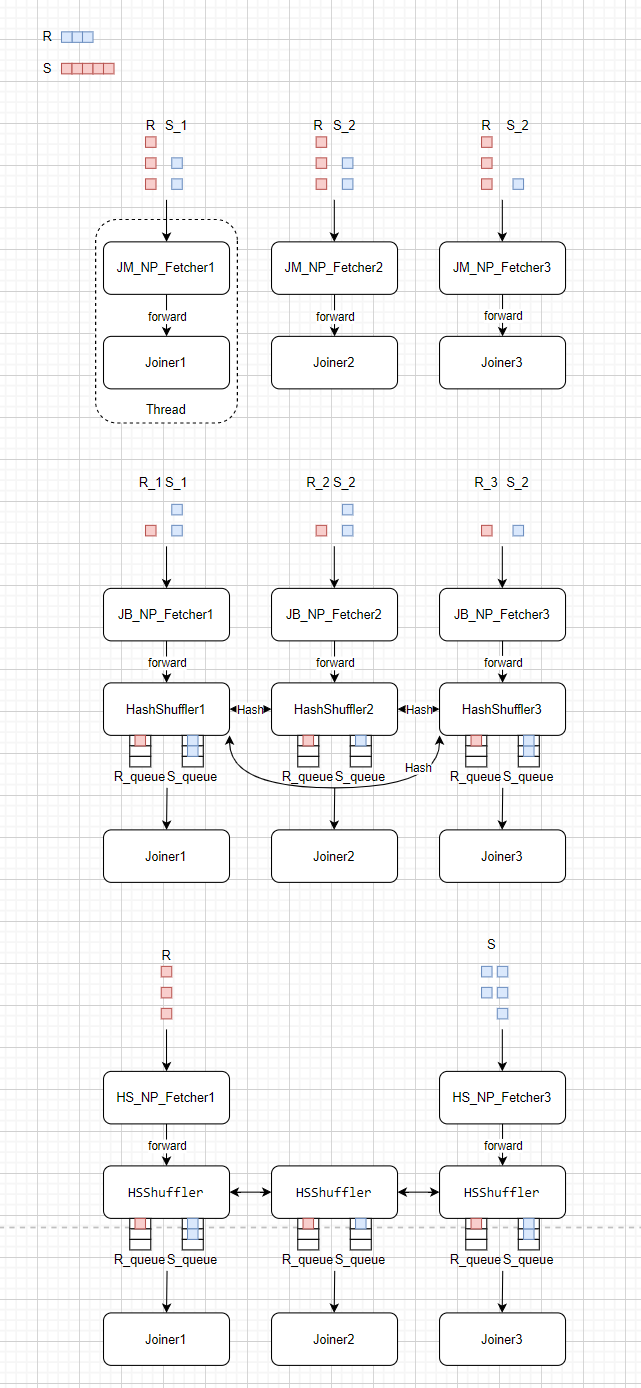 R
S
R S_1
R S_2
R S_2
JM_NP_Fetcher1
JM_NP_Fetcher2
JM_NP_Fetcher3
forward
forward
forward
Joiner1
Joiner2
Joiner3
Thread
R_1 S_1
R_2 S_2
R_3 S_2
JB_NP_Fetcher1
JB_NP_Fetcher2
JB_NP_Fetcher3
forward
forward
forward
HashShuffler1
Hash
HashShuffler2
Hash
HashShuffler3
R_queue S_queue
R_queue S_queue
Hash
R_queue S_queue
Joiner1
Joiner2
Joiner3
R
S
HS_NP_Fetcher1
HS_NP_Fetcher3
forward
forward
HSShuffler
HSShuffler
HSShuffler
R_queue S_queue
R_queue S_queue
R_queue S_queue
Joiner1
Joiner2
Joiner3